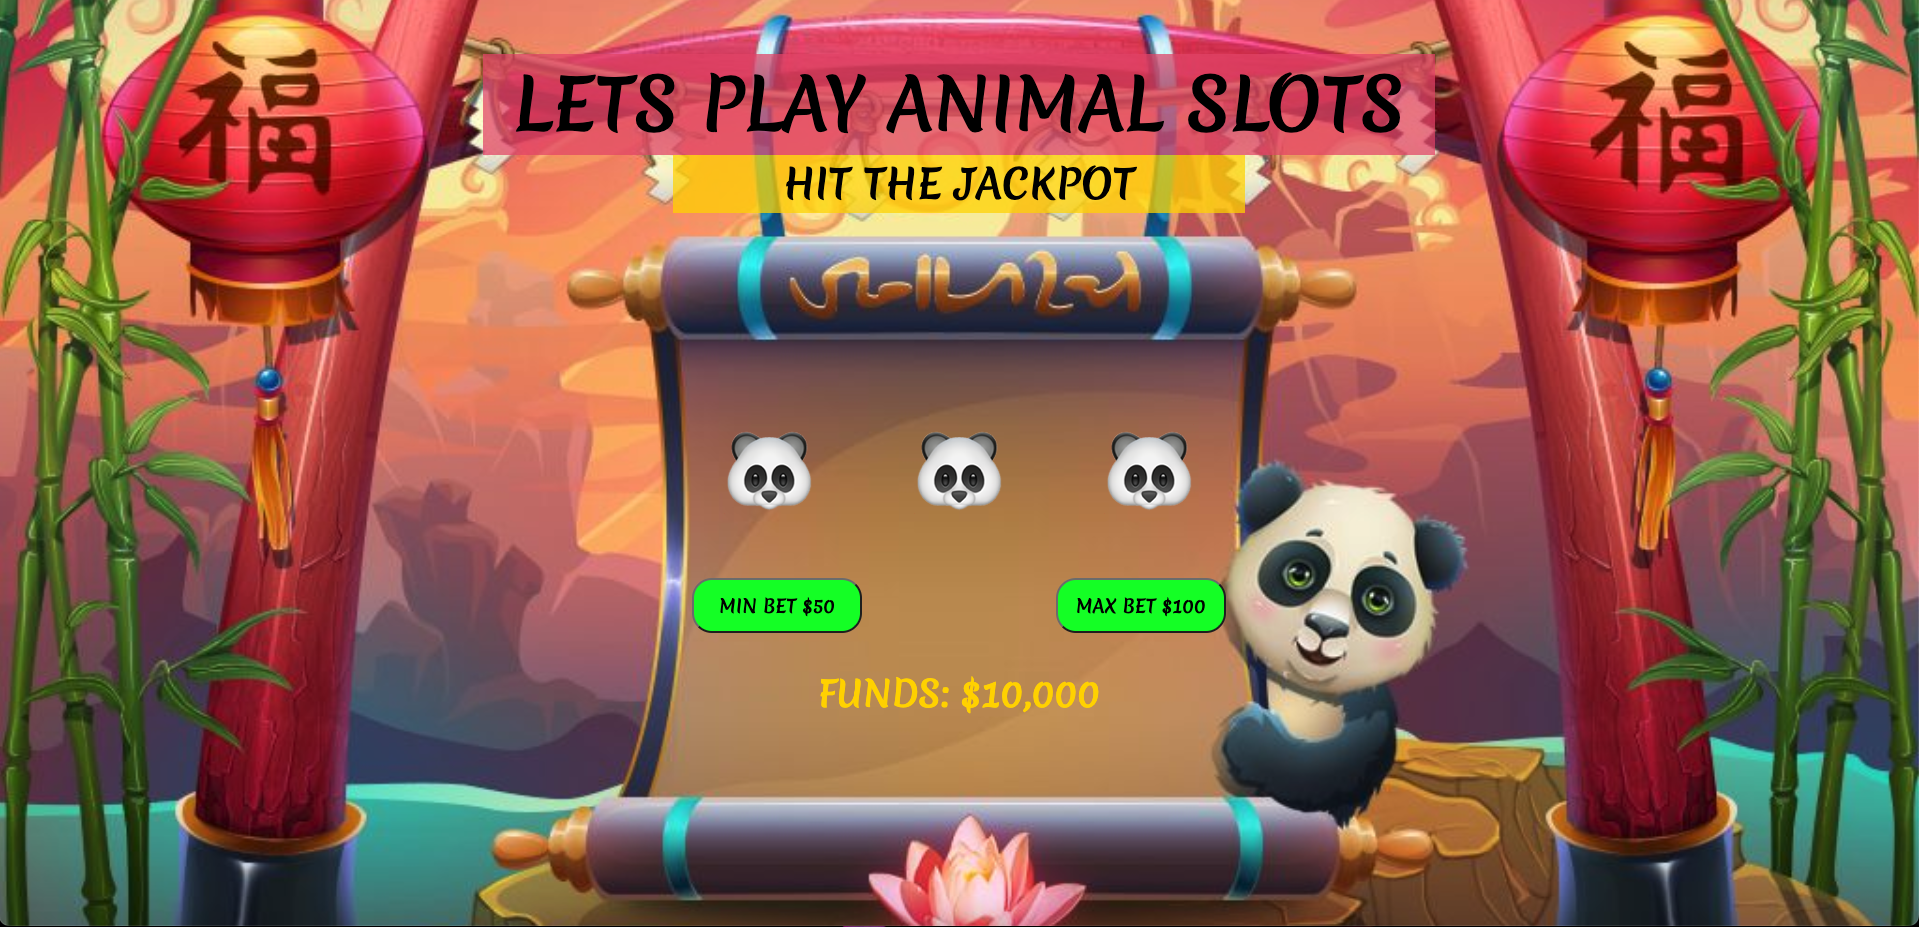 福
福
LETS PLAY ANIMAL SLOTS
HIT THE JACKPOT
MIN BET $50
MAX BET $100
FUNDS: $10,000